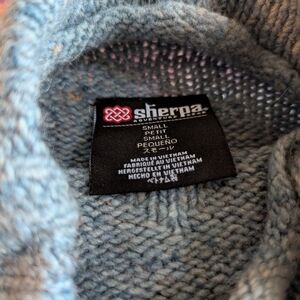 sherpa
ADVENTURE GEAR
SMALL
PETIT
SMALL
PEQUEÑO
スモール
MADE IN VIETNAM
FABRIQUÉ AU VIETNAM
HERGESTELLT IN VIETNAM
HECHO EN VIETNAM
ベトナム製